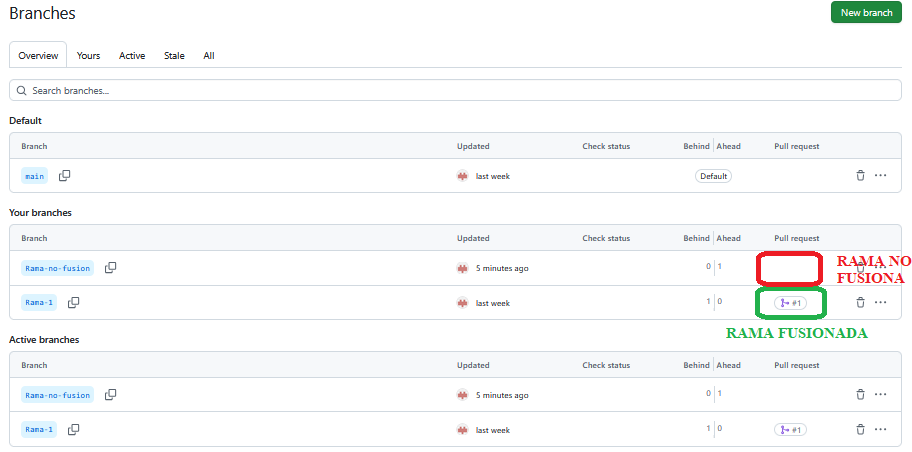 Branches
New branch
Overview Yours Active Stale All
Search branches...
Default
Branch Updated Check status Behind Ahead Pull request
main last week Default
Your branches
Branch Updated Check status Behind Ahead Pull request
Rama-no-fusion 5 minutes ago 0 1
RAMA NO
FUSIONA
Rama-1 last week 1 0 #1
RAMA FUSIONADA
Active branches
Branch Updated Check status Behind Ahead Pull request
Rama-no-fusion 5 minutes ago 0 1
Rama-1 last week 1 0 #1